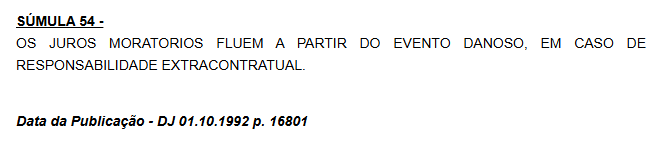 SÚMULA 54 -
OS JUROS MORATORIOS FLUEM A PARTIR DO EVENTO DANOSO, EM CASO DE
RESPONSABILIDADE EXTRACONTRATUAL.
Data da Publicação - DJ 01.10.1992 p. 16801